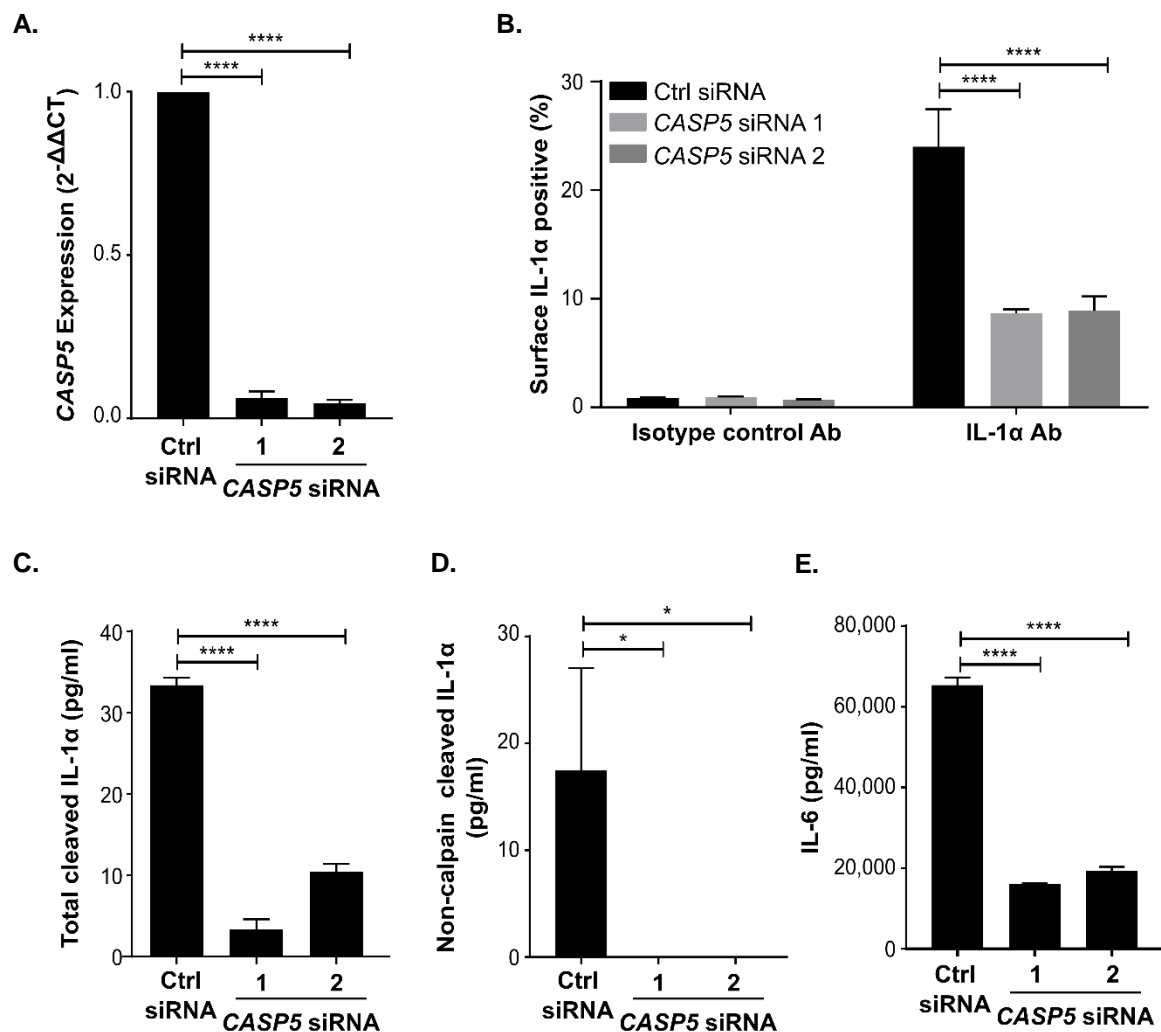 A.
****
****
CASP5 Expression (2-ΔΔCT)
1.0
0.5
0.0
Ctrl
siRNA
1
2
CASP5 siRNA
B.
****
****
Surface IL-1α positive (%)
30
20
10
0
Ctrl siRNA
CASP5 siRNA 1
CASP5 siRNA 2
Isotype control Ab
IL-1α Ab
C.
****
****
Total cleaved IL-1α (pg/ml)
40
30
20
10
0
Ctrl
siRNA
1
2
CASP5 siRNA
D.
*
*
Non-calpain cleaved IL-1α
(pg/ml)
30
20
10
0
Ctrl
siRNA
1
2
CASP5 siRNA
E.
****
****
IL-6 (pg/ml)
80,000
60,000
40,000
20,000
0
Ctrl
siRNA
1
2
CASP5 siRNA